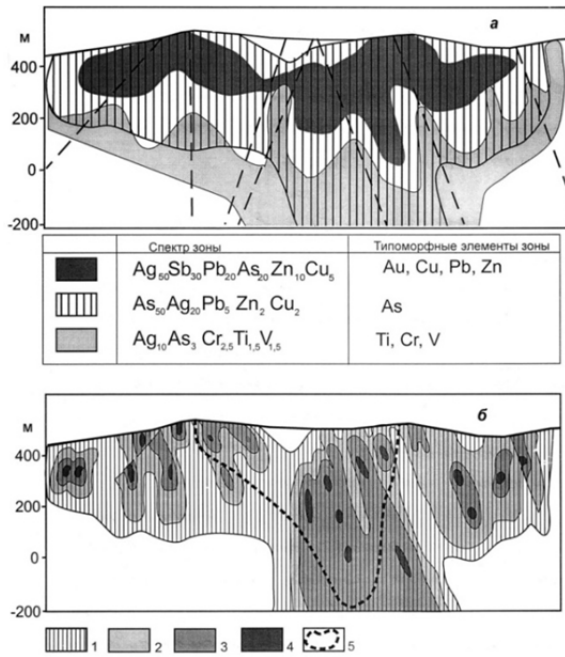 а
м
400
200
0
-200
Спектр зоны Типоморфные элементы зоны
Ag50Sb30Pb20As20Zn10Cu5 Au, Cu, Pb, Zn
As50Ag20Pb5 Zn2 Cu2 As
Ag10As3 Cr2,5Ti1,5V1,5 Ti, Cr, V
б
м
400
200
0
-200
1 2 3 4 5